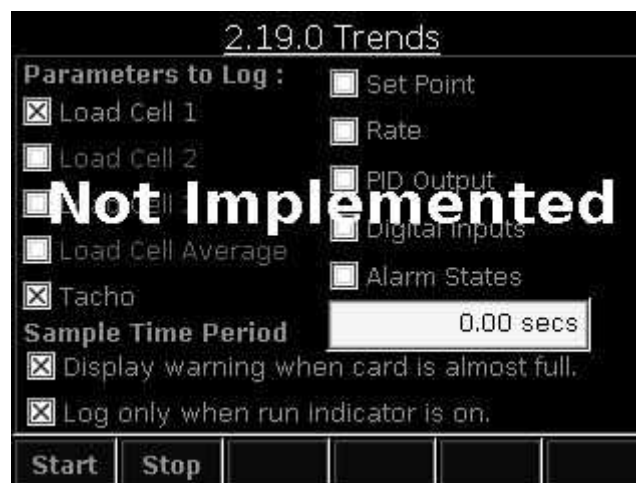 2.19.0 Trends
Parameters to Log :
Load Cell 1
Load Cell 2
Load Cell Average
Tacho
Set Point
Rate
PID Output
Digital Inputs
Alarm States
Not Implemented
Sample Time Period
0.00 secs
Display warning when card is almost full.
Log only when run indicator is on.
Start Stop